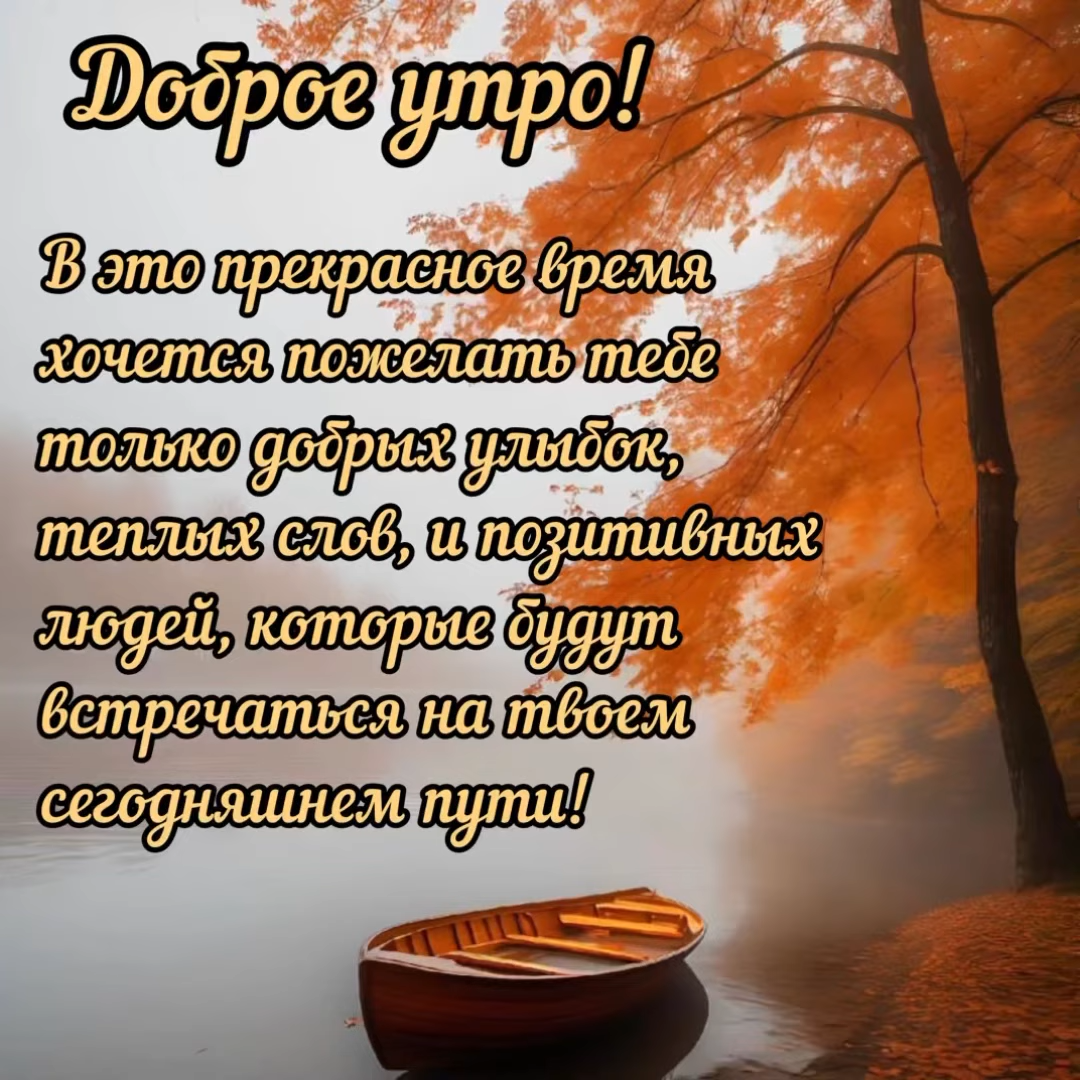 Доброе утро!
В это прекрасное время
хочется пожелать тебе
только добрых улыбок,
теплых слов, и позитивных
людей, которые будут
встречаться на твоем
сегодняшнем пути!